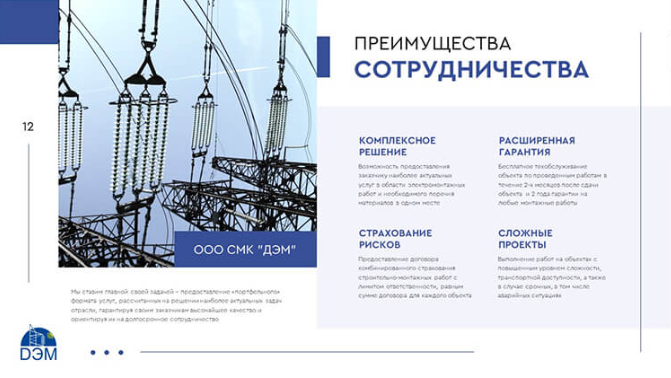 ПРЕИМУЩЕСТВА
СОТРУДНИЧЕСТВА
12
КОМПЛЕКСНОЕ
РЕШЕНИЕ
Возможность предоставления
заказчику наиболее актуальных
услуг в области электромонтажных
работ и необходимого перечня
материалов в одном месте
РАСШИРЕННАЯ
ГАРАНТИЯ
Бесплатное техобслуживание
объекта по проведенным работам в
течение 2-х месяцев после сдачи
объекта и 2 года гарантии на
любые монтажные работы
СТРАХОВАНИЕ
РИСКОВ
Предоставление договора
комбинированного страхования
строительно-монтажных работ с
лимитом ответственности, равным
сумме договора для каждого объекта
СЛОЖНЫЕ
ПРОЕКТЫ
Выполнение работ на объектах с
повышенным уровнем сложности,
транспортной доступности, а также
в случае срочных, в том числе
аварийных ситуациях
ООО СМК "ДЭМ"
Мы ставим главной своей задачей – предоставление «портфельного»
формата услуг, рассчитанных на решении наиболее актуальных задач
отрасли, гарантируя своим заказчикам высочайшее качество и
ориентируя их на долгосрочное сотрудничество
ДЭМ